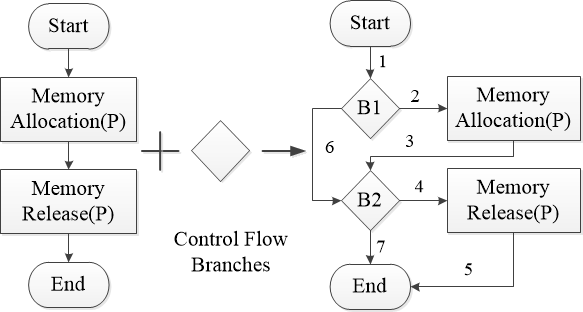 Start
Memory
Allocation(P)
Memory
Release(P)
End
Control Flow
Branches
Start
1
B1
2
Memory
Allocation(P)
6
3
B2
4
Memory
Release(P)
7
5
End